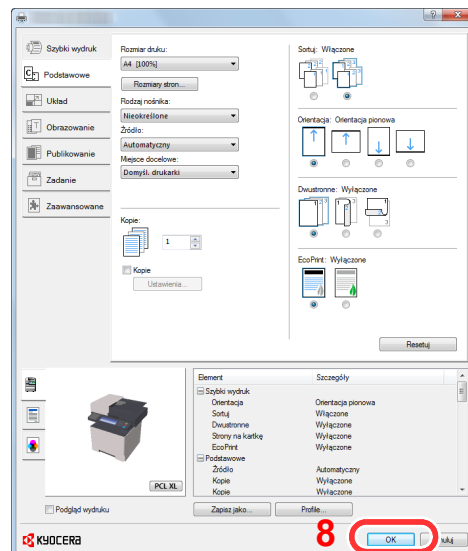 Szybki wydruk
Podstawowe
Układ
Obrazowanie
Publikowanie
Zadanie
Zaawansowane
Rozmiar druku:
A4 [100%]
Rozmiary stron...
Rodzaj nośnika:
Nieokreślone
Źródło:
Automatyczny
Miejsce docelowe:
Domyśl. drukarki
Kopie:
1
Kopie
Ustawienia...
Sortuj: Włączone
Orientacja: Orientacja pionowa
Dwustronne: Wyłączone
EcoPrint: Wyłączone
Resetuj
PCL XL
Podgląd wydruku
Element Szczegóły
Szybki wydruk
Orientacja Orientacja pionowa
Sortuj Włączone
Dwustronne Wyłączone
Strony na kartkę Wyłączone
EcoPrint Wyłączone
Podstawowe
Źródło Automatyczny
Kopie Wyłączone
Kopie Wyłączone
Zapisz jako... Profile...
KYOCERA
8
OK